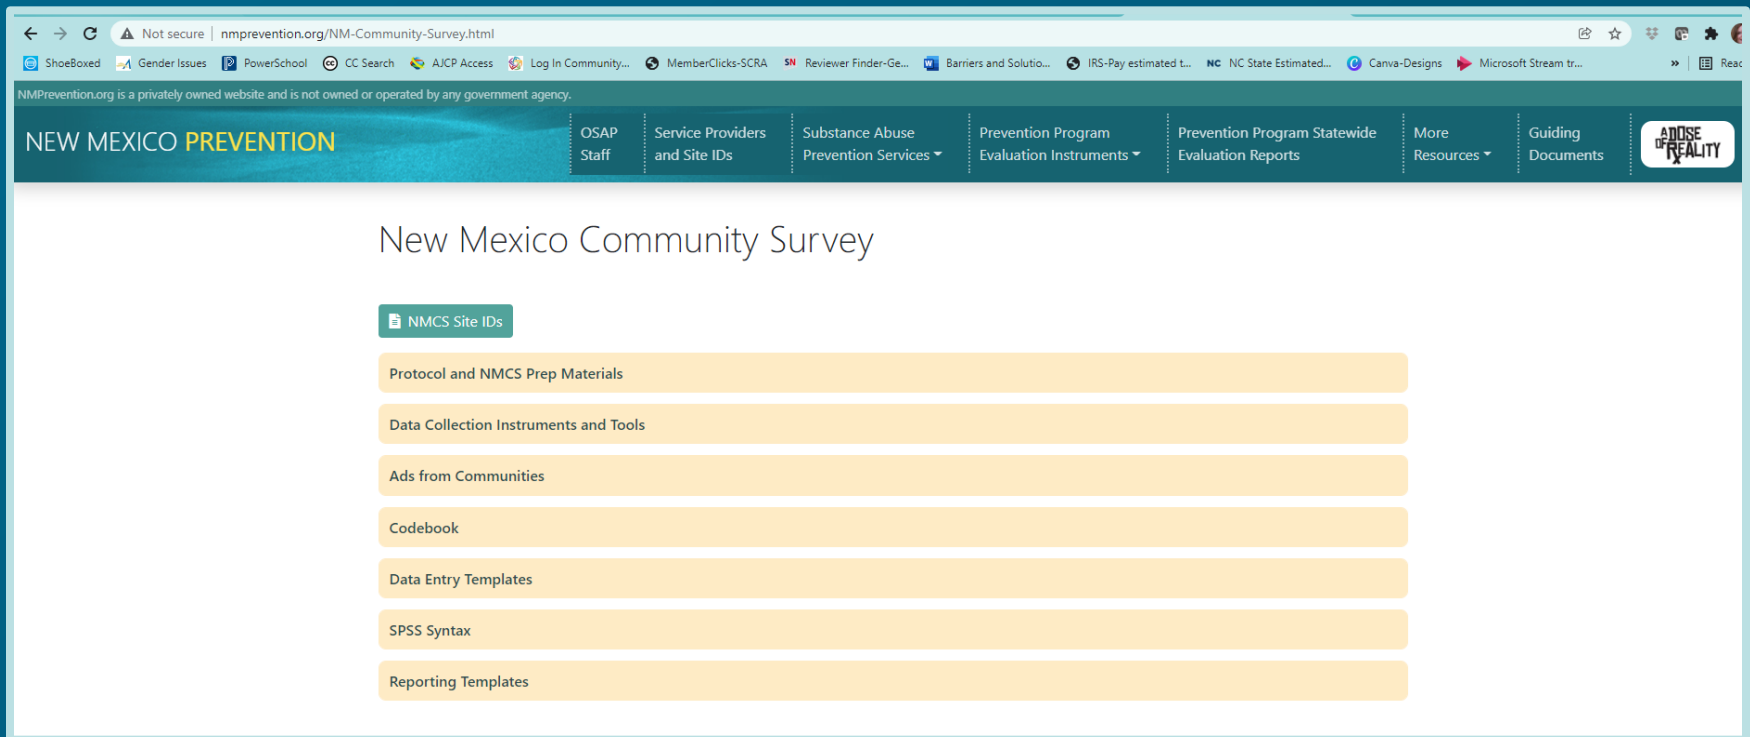 Not secure | nmprevention.org/NM-Community-Survey.html
ShoeBoxed Gender Issues PowerSchool CC Search AJCP Access Log In Community... MemberClicks-SCRA SN Reviewer Finder-Ge... Barriers and Solutio... IRS-Pay estimated t... NC NC State Estimated... Canva-Designs Microsoft Stream tr... »
NMPrevention.org is a privately owned website and is not owned or operated by any government agency.
NEW MEXICO PREVENTION
OSAP
Staff
Service Providers
and Site IDs
Substance Abuse
Prevention Services
Prevention Program
Evaluation Instruments
Prevention Program Statewide
Evaluation Reports
More
Resources
Guiding
Documents
A DOSE
OF REALITY
New Mexico Community Survey
NMCS Site IDs
Protocol and NMCS Prep Materials
Data Collection Instruments and Tools
Ads from Communities
Codebook
Data Entry Templates
SPSS Syntax
Reporting Templates